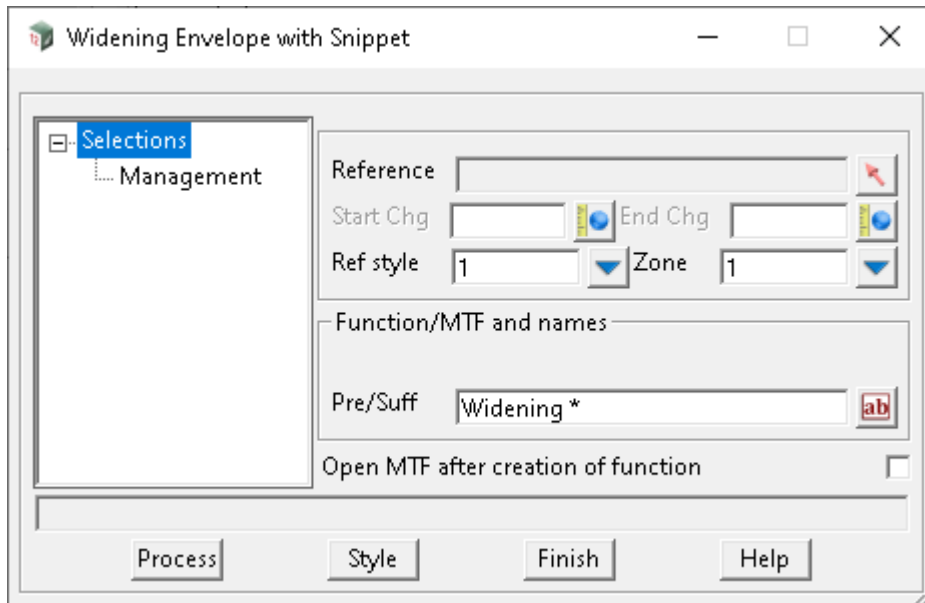 Widening Envelope with Snippet
Selections
Management
Reference
Start Chg End Chg
Ref style 1 Zone 1
Function/MTF and names
Pre/Suff Widening * ab
Open MTF after creation of function
Process Style Finish Help